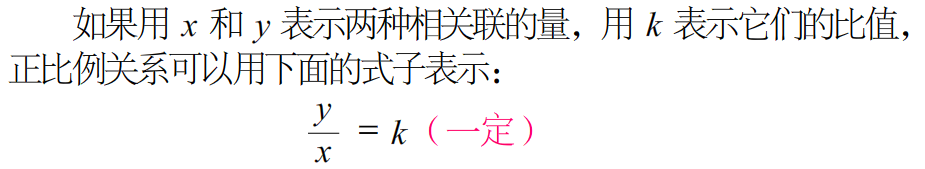 如果用 x 和 y 表示两种相关联的量，用 k 表示它们的比值，
正比例关系可以用下面的式子表示：
y/x = k（一定）